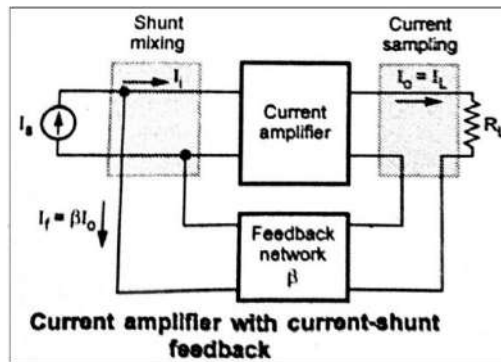 Shunt mixing
Current sampling
I_i
I_o = I_L
Current amplifier
I_s
R_L
I_f = βI_o
Feedback network β
Current amplifier with current-shunt
feedback